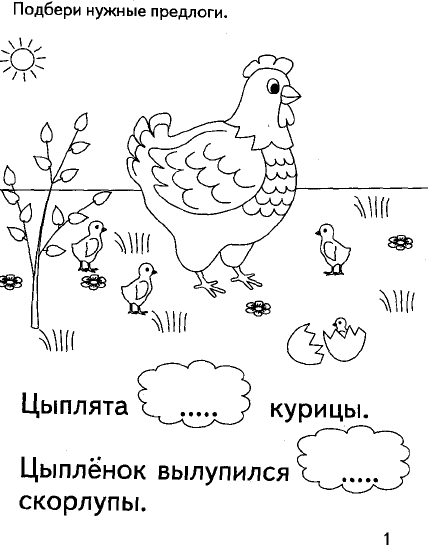 Подбери нужные предлоги.
Цыплята ..... курицы.
Цыплёнок вылупился .....
скорлупы.
1